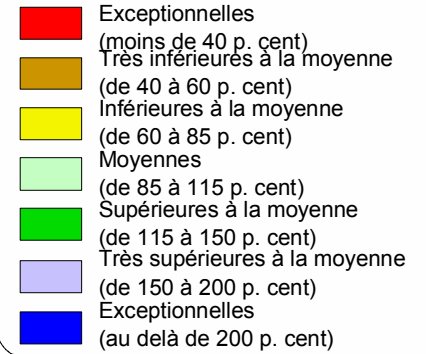 Exceptionnelles
(moins de 40 p. cent)
Très inférieures à la moyenne
(de 40 à 60 p. cent)
Inférieures à la moyenne
(de 60 à 85 p. cent)
Moyennes
(de 85 à 115 p. cent)
Supérieures à la moyenne
(de 115 à 150 p. cent)
Très supérieures à la moyenne
(de 150 à 200 p. cent)
Exceptionnelles
(au delà de 200 p. cent)